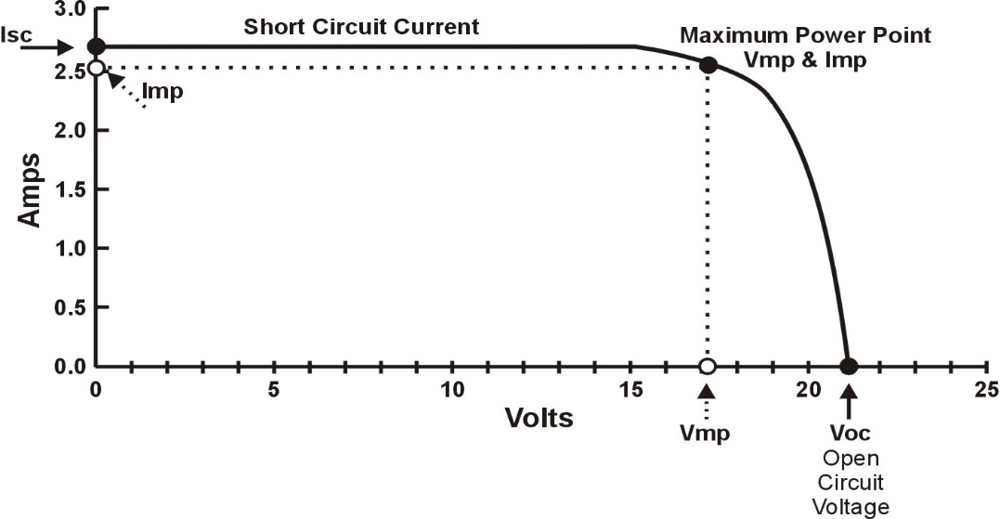 3.0
Isc
Short Circuit Current
Maximum Power Point
Vmp & Imp
2.5
Imp
2.0
Amps
1.5
1.0
0.5
0.0
0 5 10 15 20 25
Volts
Vmp
Voc
Open
Circuit
Voltage